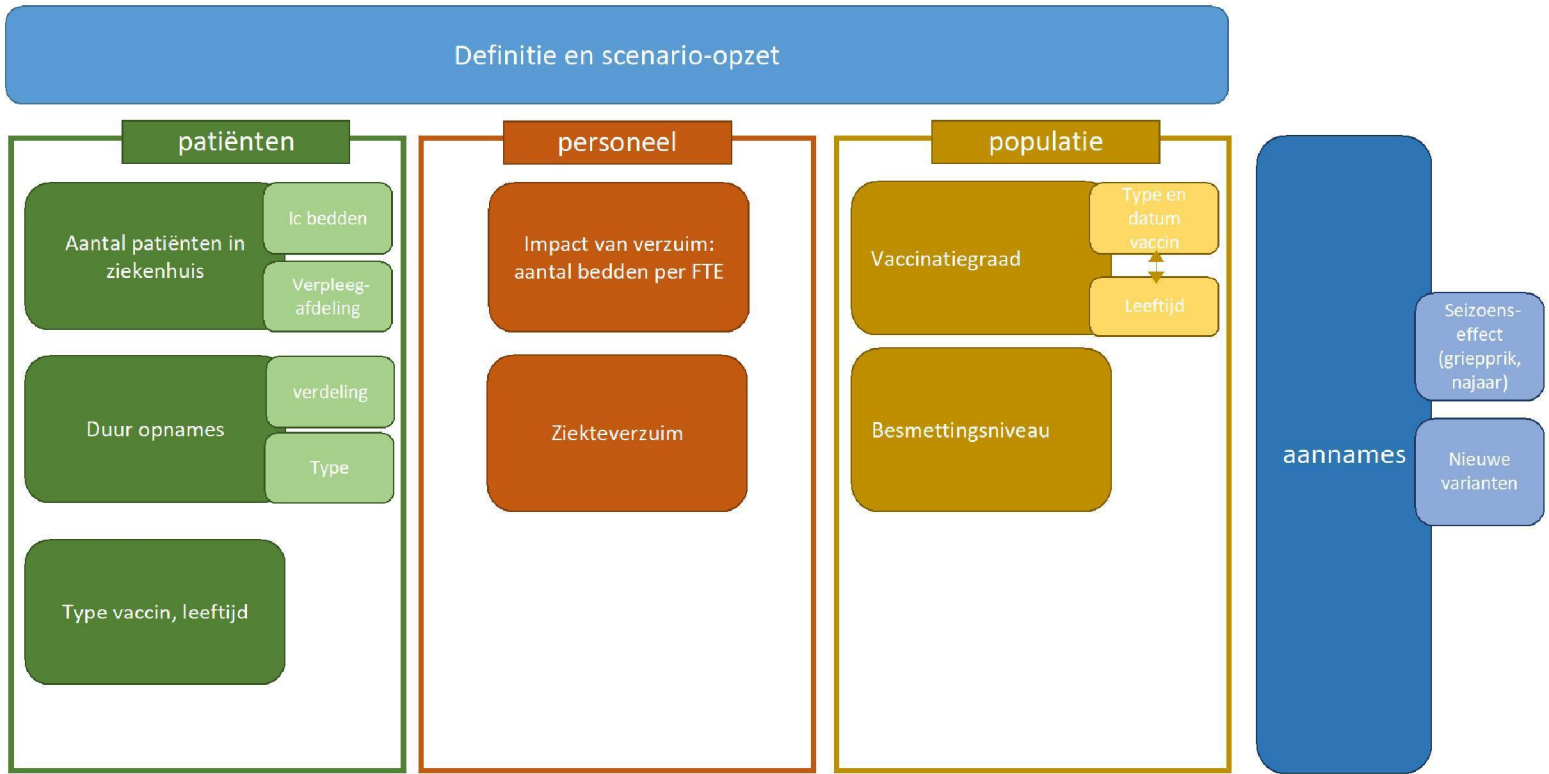 Definitie en scenario-opzet
patiënten
Aantal patiënten in
ziekenhuis
Ic bedden
Verpleeg-
afdeling
Duur opnames
verdeling
Type
Type vaccin, leeftijd
personeel
Impact van verzuim:
aantal bedden per FTE
Ziekteverzuim
populatie
Vaccinatiegraad
Type en
datum
vaccin
Leeftijd
Besmettingsniveau
aannames
Seizoens-
effect
(griepprik,
najaar)
Nieuwe
varianten